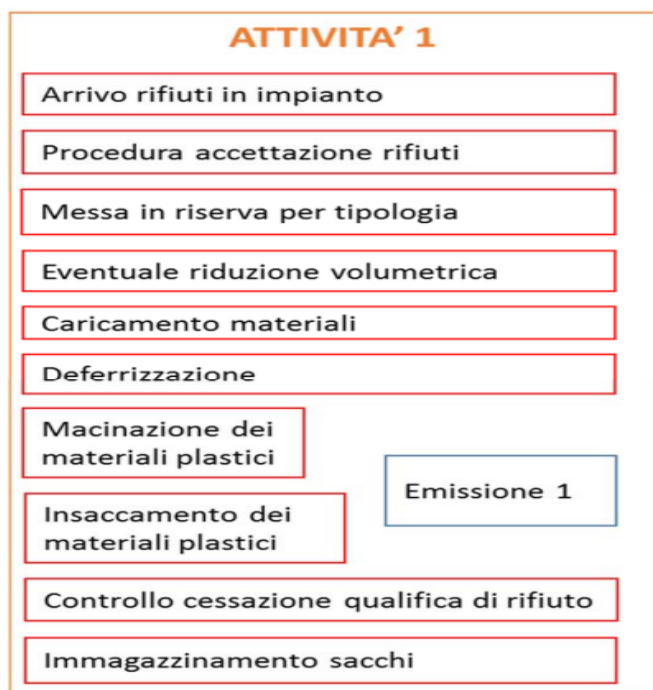 ATTIVITA’ 1
Arrivo rifiuti in impianto
Procedura accettazione rifiuti
Messa in riserva per tipologia
Eventuale riduzione volumetrica
Caricamento materiali
Deferrizzazione
Macinazione dei
materiali plastici
Emissione 1
Insaccamento dei
materiali plastici
Controllo cessazione qualifica di rifiuto
Immagazzinamento sacchi